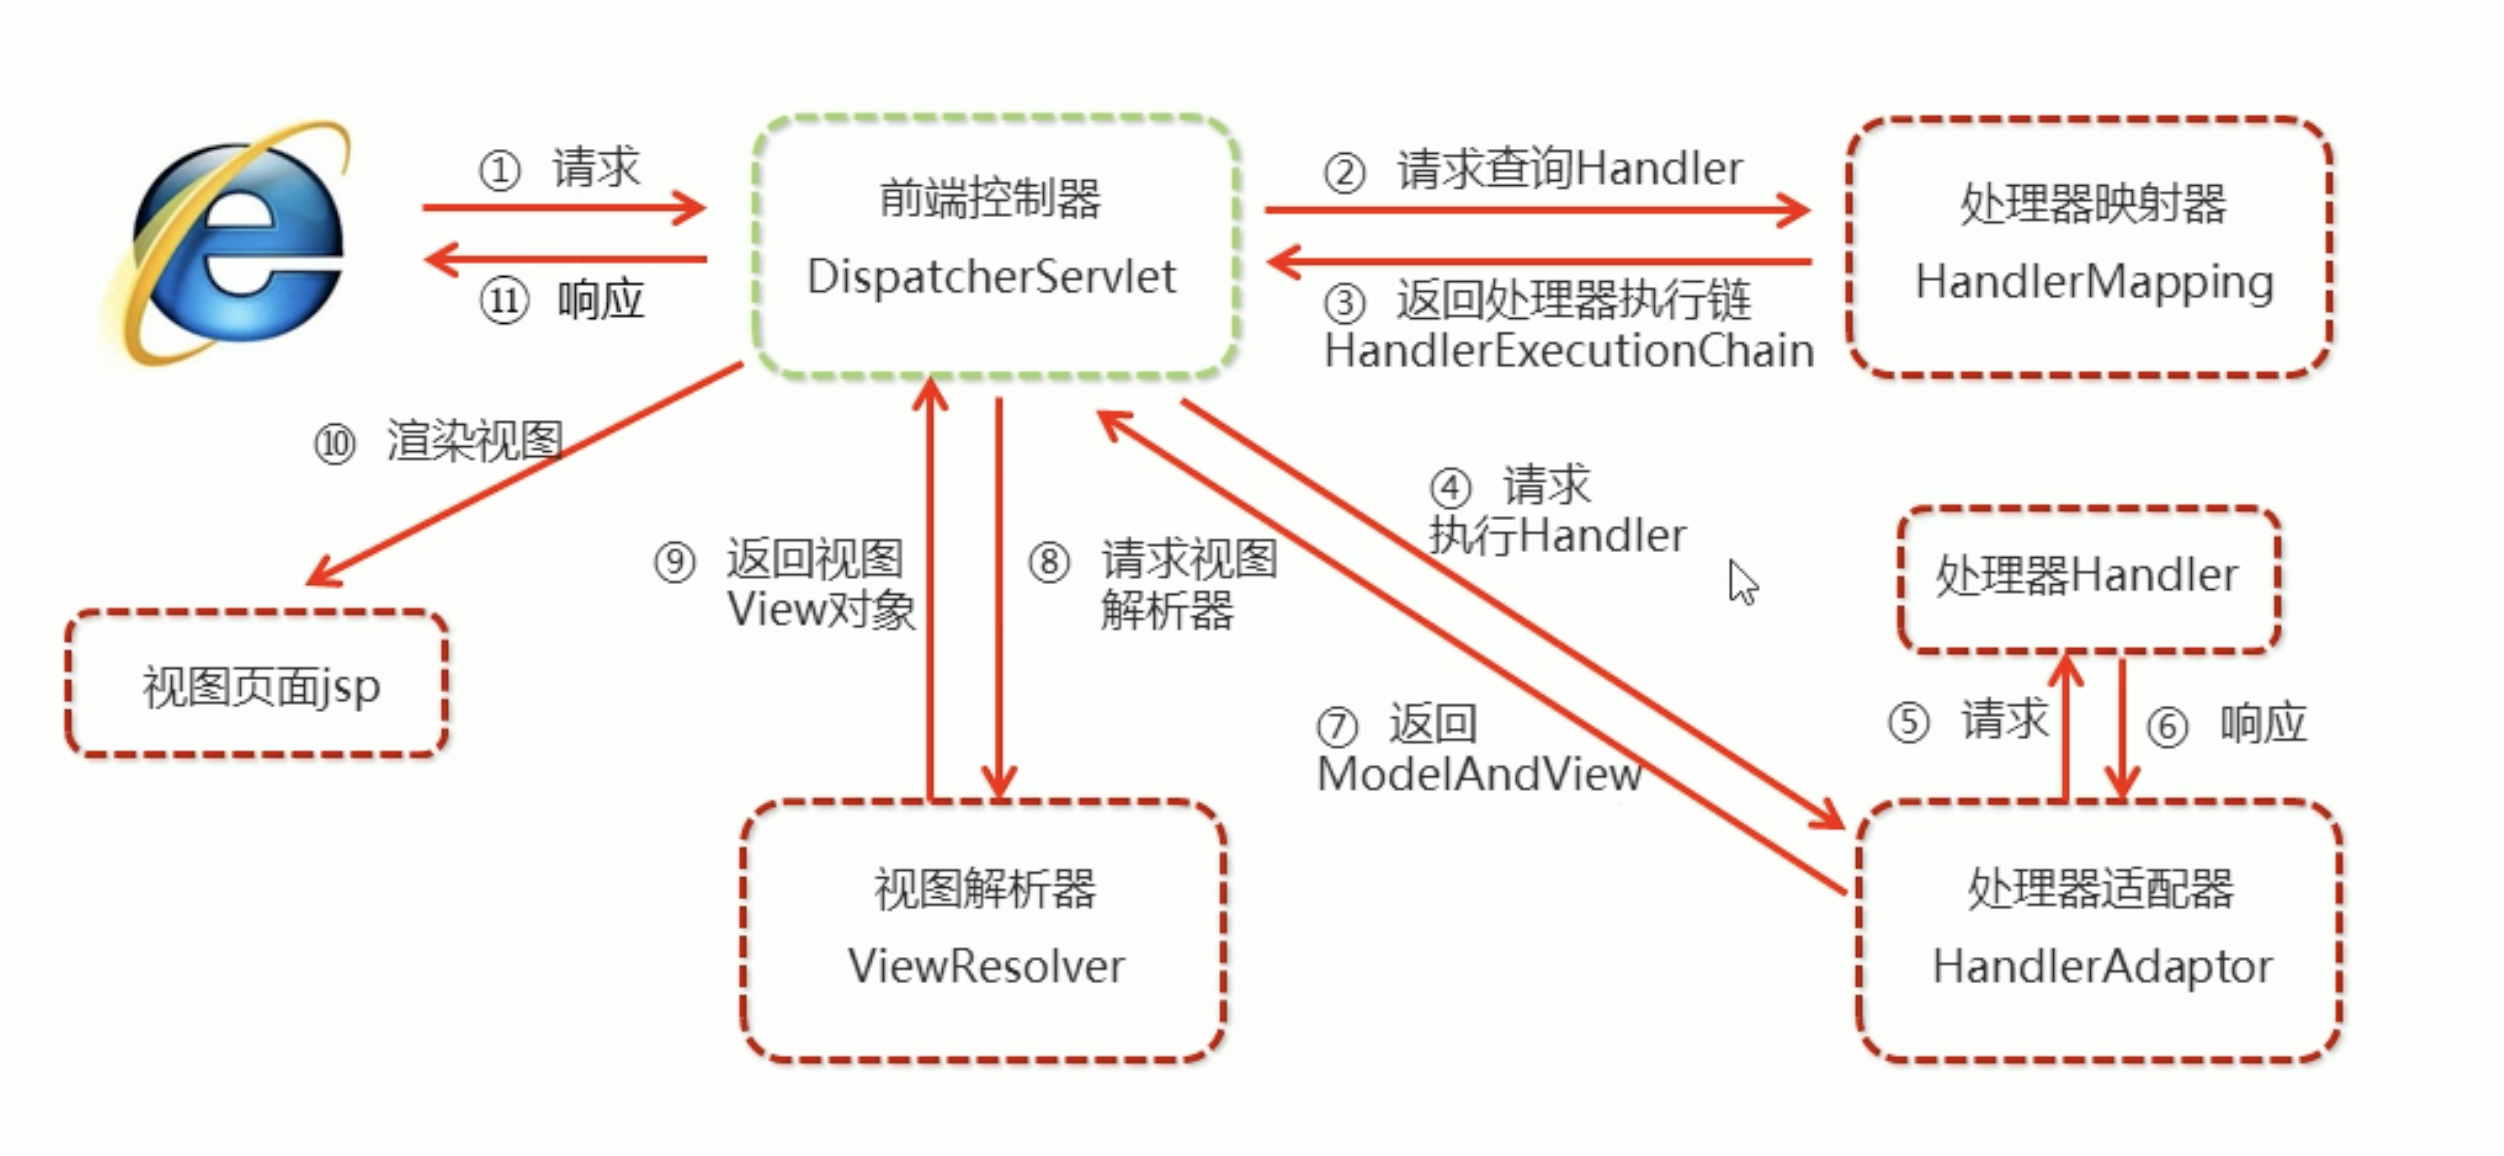 ① 请求
⑪ 响应
前端控制器
DispatcherServlet
② 请求查询Handler
③ 返回处理器执行链
HandlerExecutionChain
处理器映射器
HandlerMapping
④ 请求
执行Handler
处理器Handler
⑤ 请求
⑥ 响应
处理器适配器
HandlerAdaptor
⑦ 返回
ModelAndView
⑧ 请求视图
解析器
⑨ 返回视图
View对象
视图解析器
ViewResolver
⑩ 渲染视图
视图页面jsp